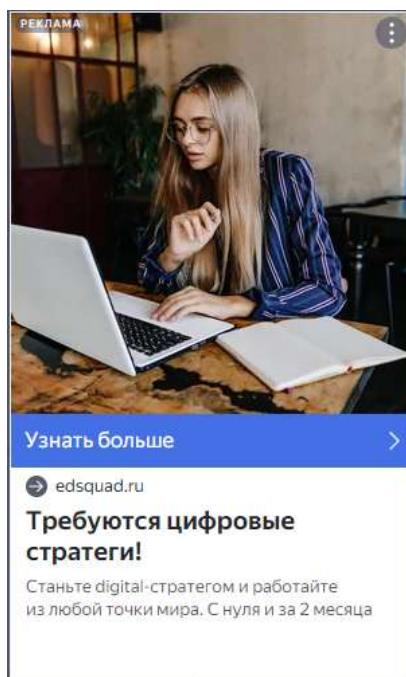 РЕКЛАМА
Узнать больше
edsquad.ru
Требуются цифровые
стратеги!
Станьте digital-стратегом и работайте
из любой точки мира. С нуля и за 2 месяца